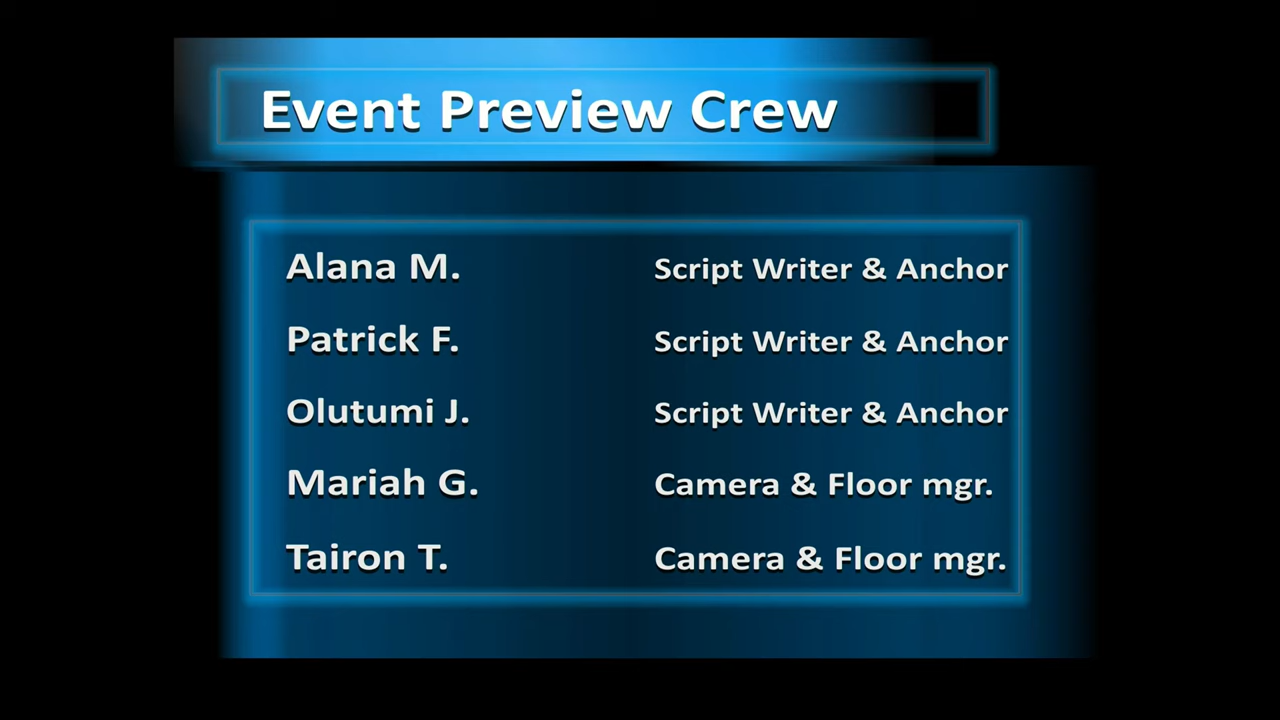 Event Preview Crew
Alana M. Script Writer & Anchor
Patrick F. Script Writer & Anchor
Olutumi J. Script Writer & Anchor
Mariah G. Camera & Floor mgr.
Tairon T. Camera & Floor mgr.